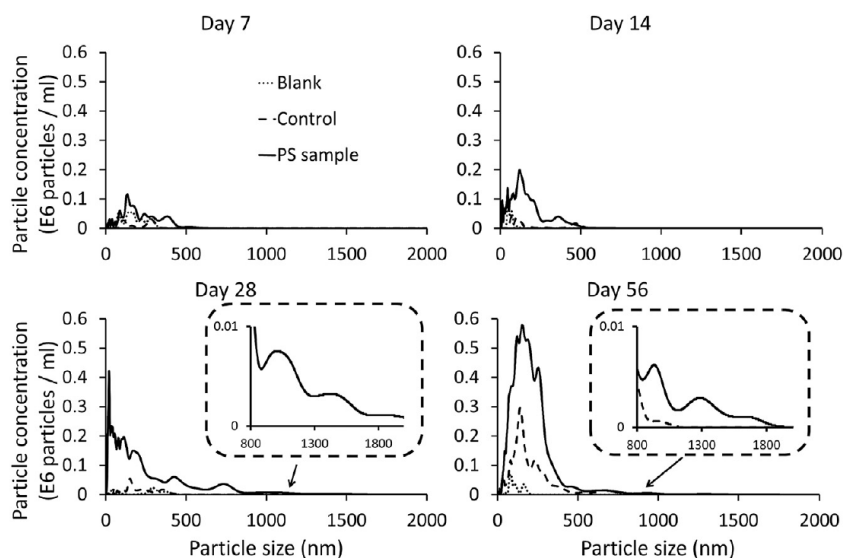 Day 7
Day 14
Partcile concentration
(E6 particles / ml)
0.6
0.5
0.4
0.3
0.2
0.1
0
Blank
Control
PS sample
0 500 1000 1500 2000
0.6
0.5
0.4
0.3
0.2
0.1
0
0 500 1000 1500 2000
Day 28
Day 56
Particle concentration
(E6 particles / ml)
0.6
0.5
0.4
0.3
0.2
0.1
0
0.01
0
800 1300 1800
0 500 1000 1500 2000
Particle size (nm)
0.6
0.5
0.4
0.3
0.2
0.1
0
0.01
0
800 1300 1800
0 500 1000 1500 2000
Particle size (nm)